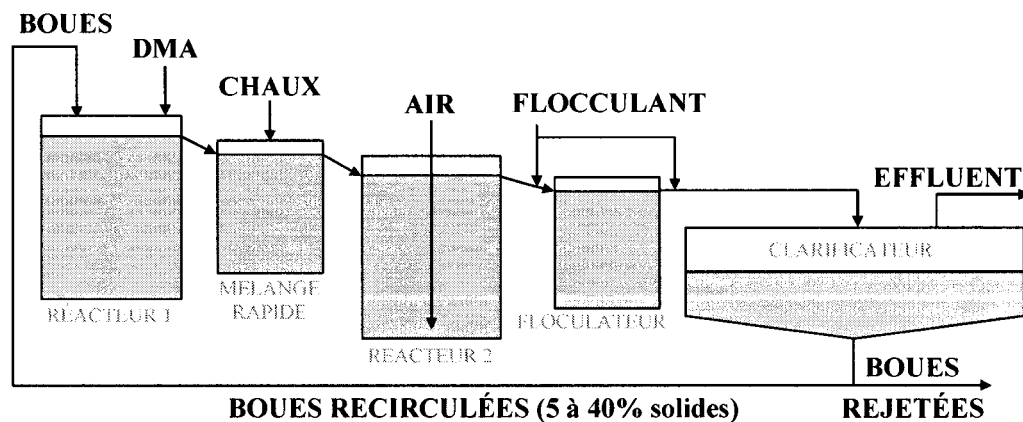 BOUES
DMA
CHAUX
AIR
FLOCCULANT
EFFLUENT
CLARIFICATEUR
RÉACTEUR 1
MELANGE
RAPIDE
REACTEUR 2
FLOCULATEUR
BOUES
REJETÉES
BOUES RECIRCULÉES (5 à 40% solides)